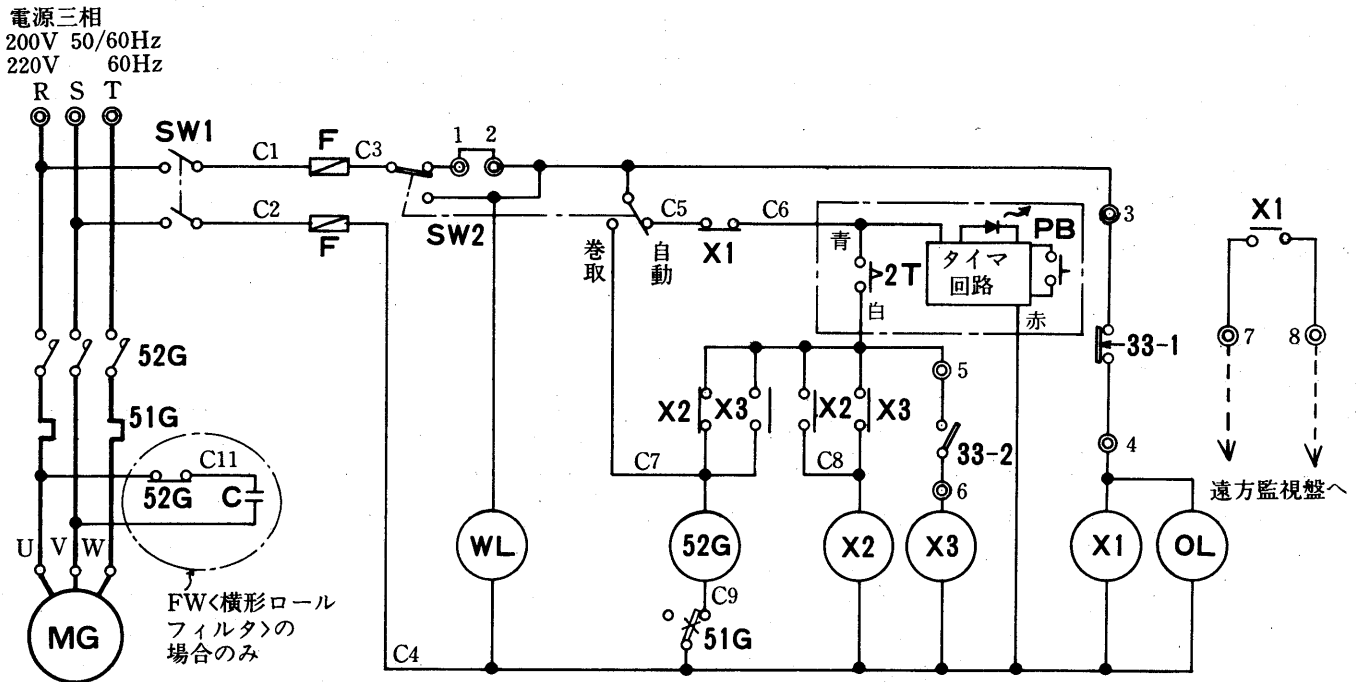 電源三相
200V 50/60Hz
220V 60Hz
R S T
SW1
C1
F
C3
1 2
C2
F
SW2
C5
X1
C6
巻取
自動
青
2T
白
タイマ
回路
PB
赤
3
33-1
4
X1
7
8
遠方監視盤へ
52G
51G
C11
52G
C
U V W
MG
FW<横形ロール
フィルタ>の
場合のみ
X2 X3
X2 X3
5
33-2
6
C7
C8
WL
52G
X2
X3
X1
OL
C9
51G
C4